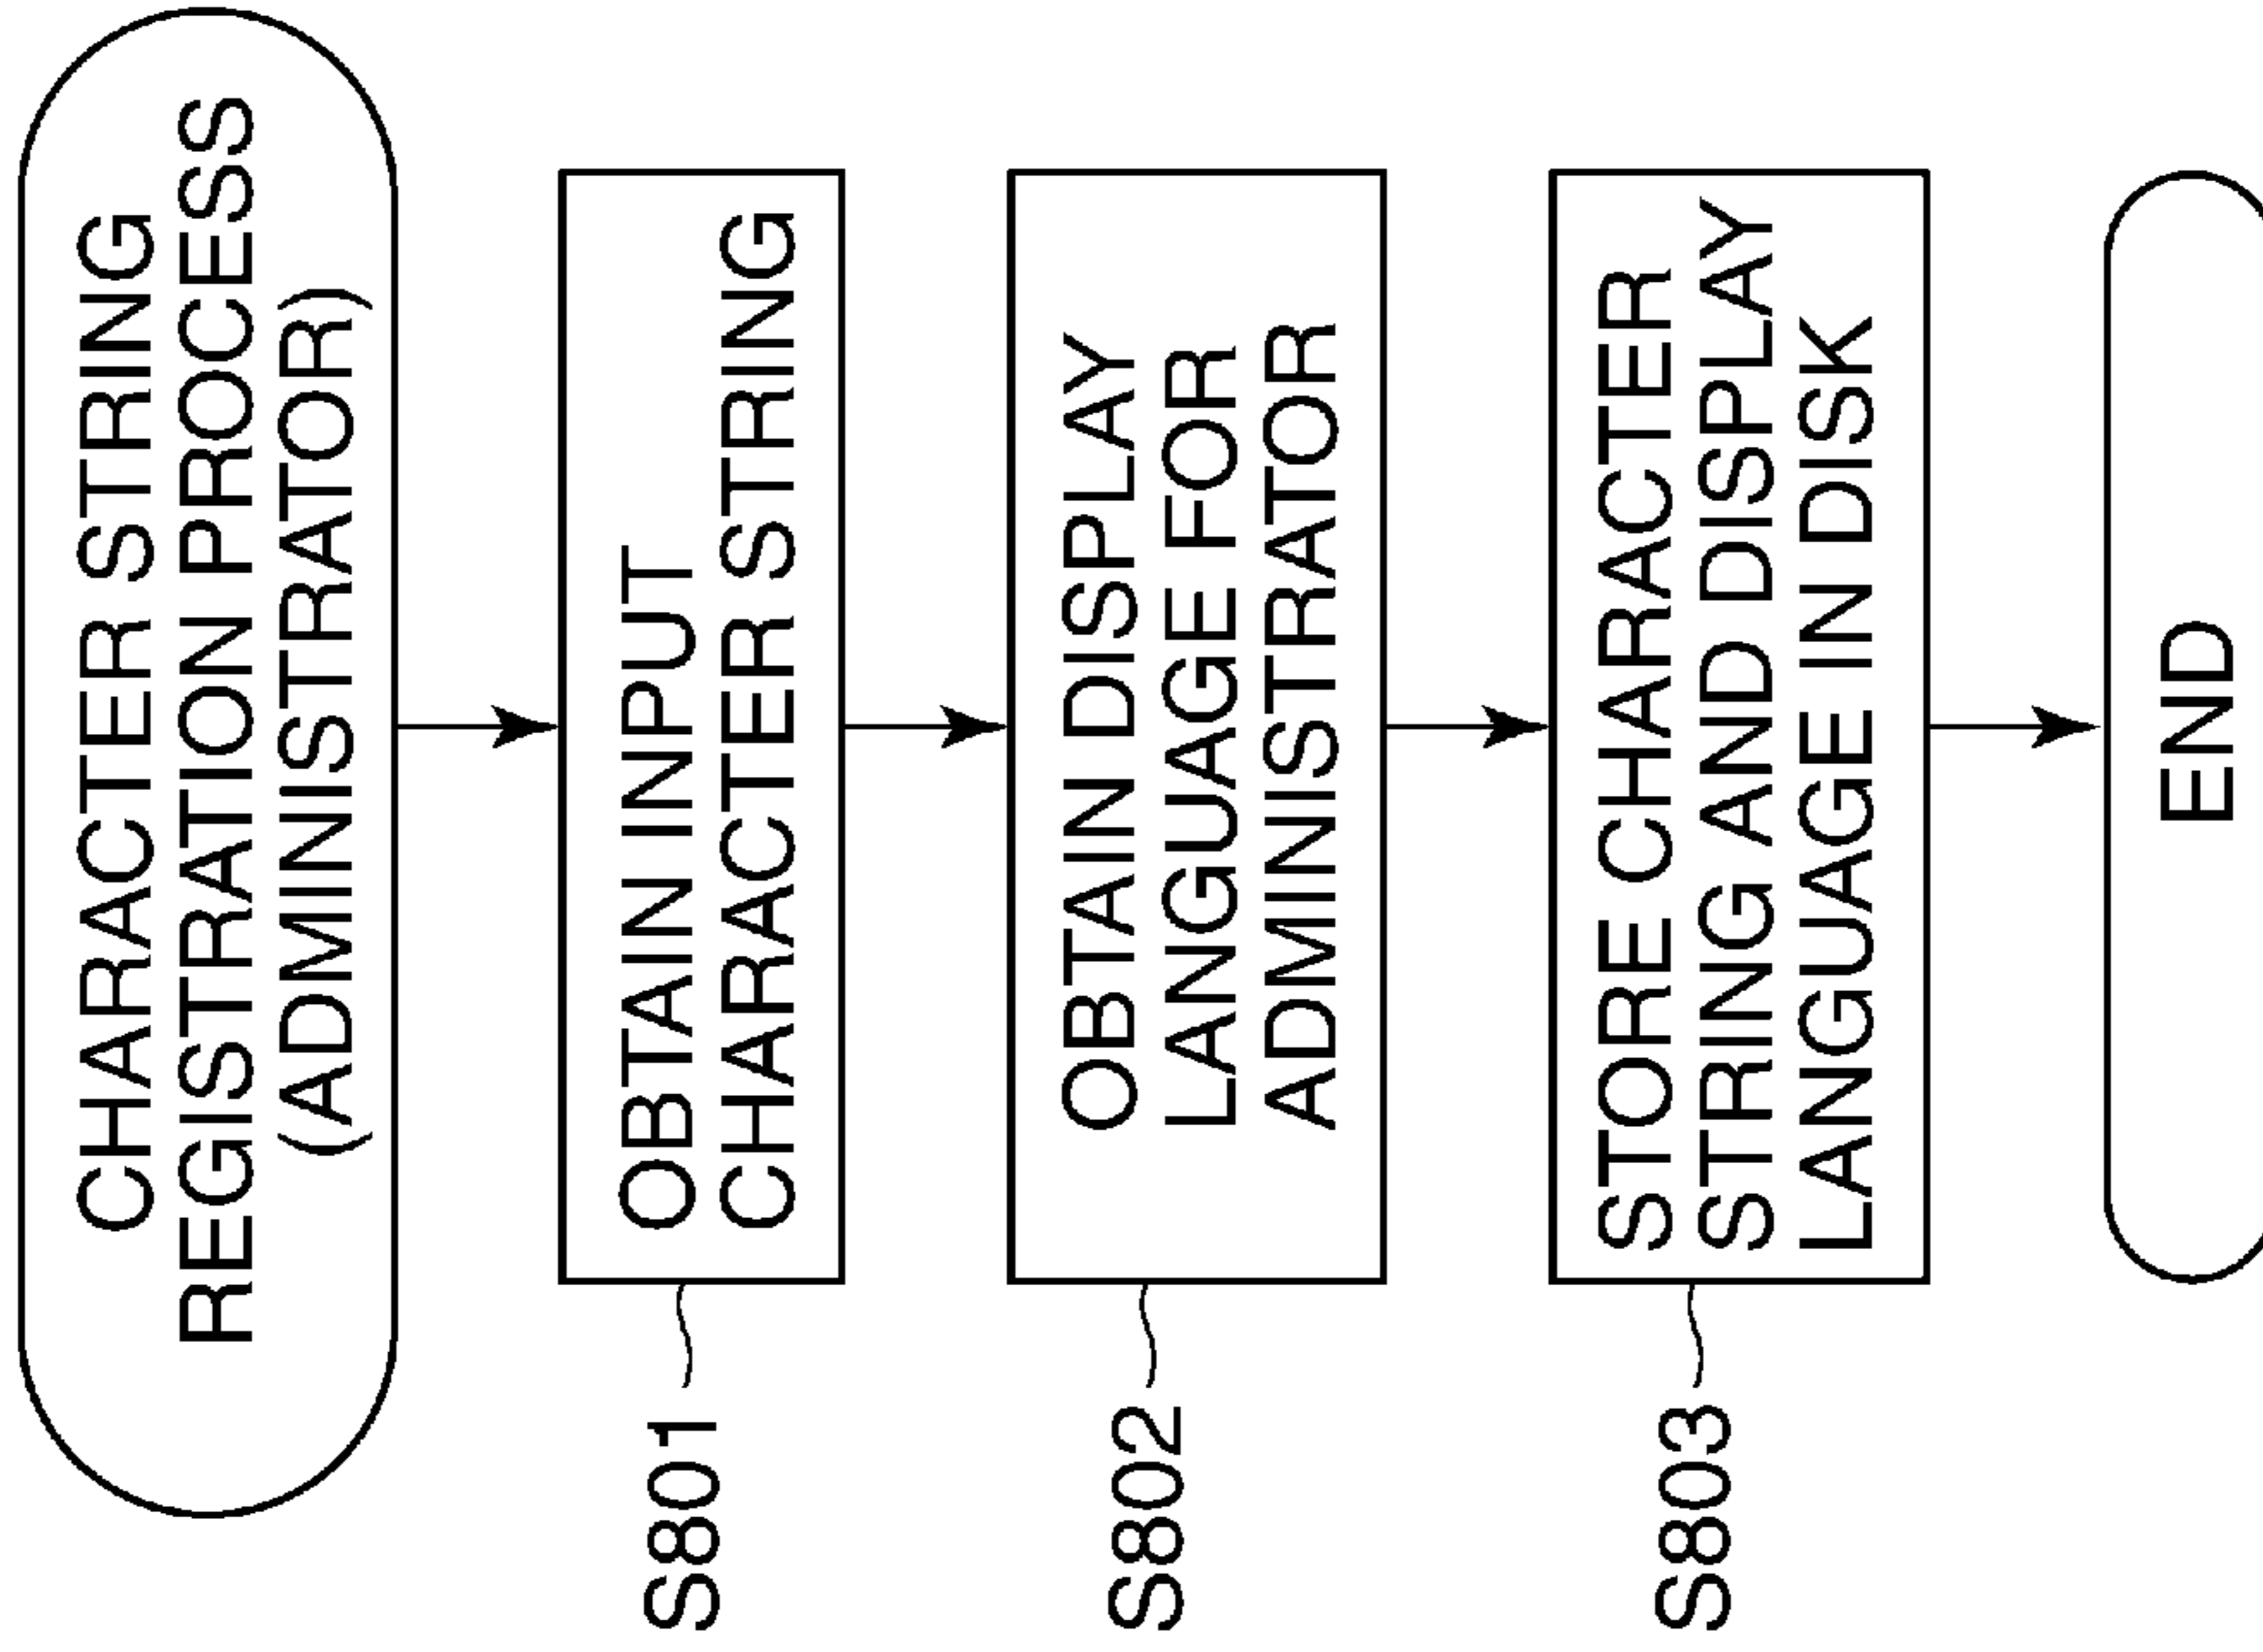 CHARACTER STRING
REGISTRATION PROCESS
(ADMINISTRATOR)
S801
OBTAIN INPUT
CHARACTER STRING
S802
OBTAIN DISPLAY
LANGUAGE FOR
ADMINISTRATOR
S803
STORE CHARACTER
STRING AND DISPLAY
LANGUAGE IN DISK
END